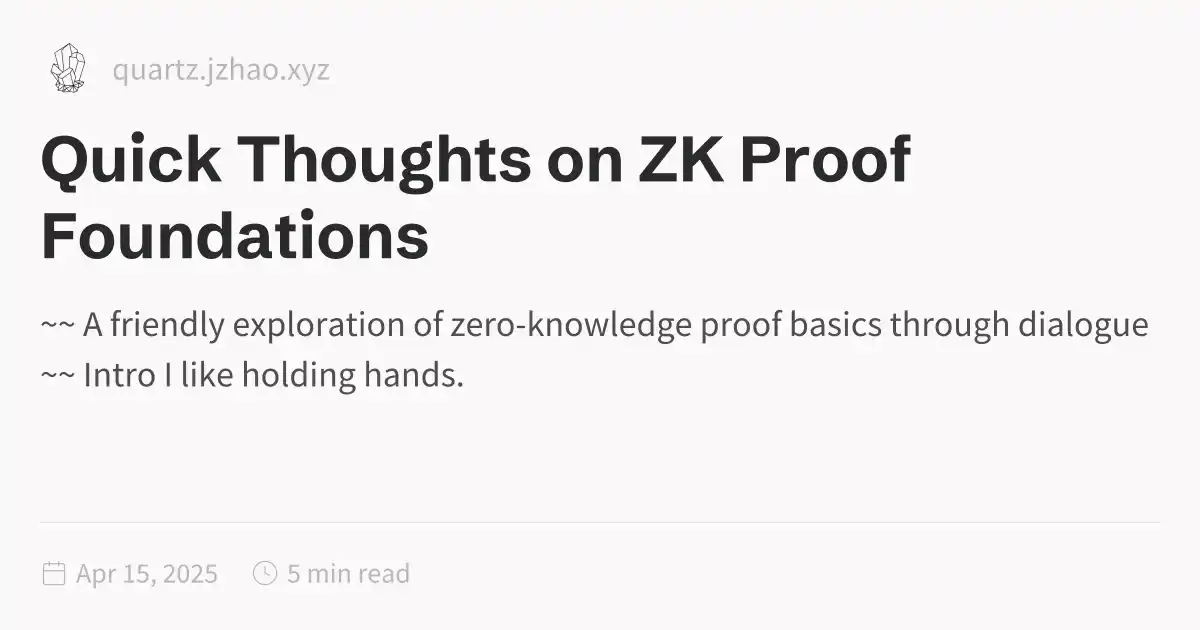 quartz.jzhao.xyz
Quick Thoughts on ZK Proof
Foundations
~~ A friendly exploration of zero-knowledge proof basics through dialogue
~~ Intro I like holding hands.
Apr 15, 2025
5 min read